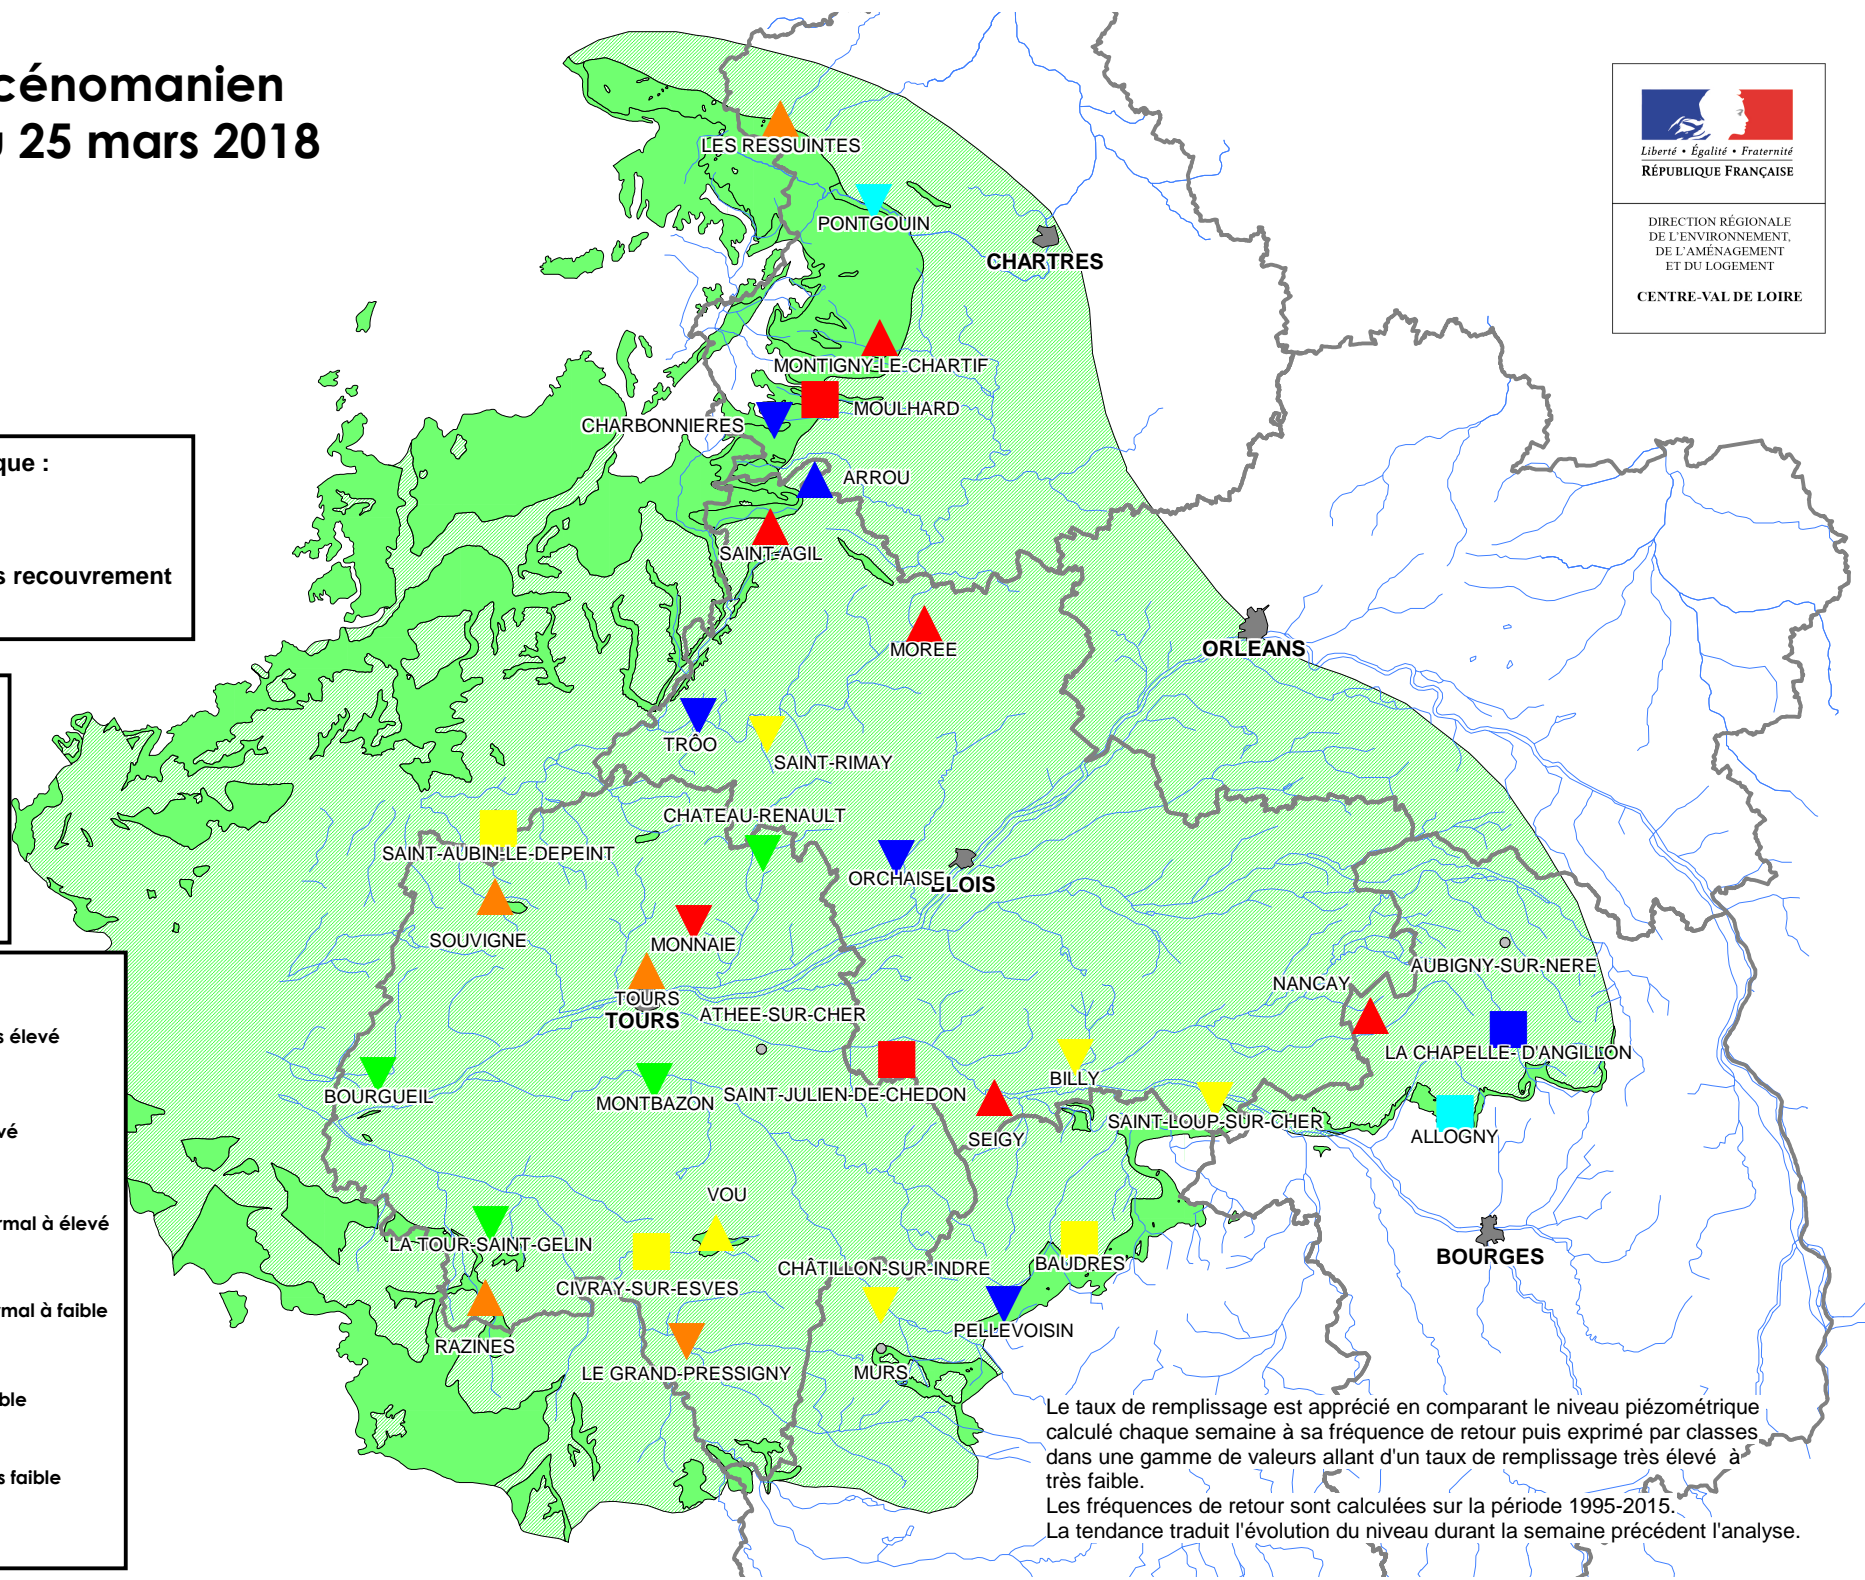 cénomanien
25 mars 2018
Liberté • Égalité • Fraternité
RÉPUBLIQUE FRANÇAISE
DIRECTION RÉGIONALE
DE L'ENVIRONNEMENT,
DE L'AMÉNAGEMENT
ET DU LOGEMENT
CENTRE-VAL DE LOIRE
LES RESSUINTES
PONTGOUIN
CHARTRES
MONTIGNY-LE-CHARTIF
MOULHARD
CHARBONNIERES
ARROU
SAINT-AGIL
que :
recouvrement
MOREE
ORLEANS
TRÔO
SAINT-RIMAY
CHATEAU-RENAULT
SAINT-AUBIN-LE-DEPEINT
ORCHAISE
BLOIS
SOUVIGNE
MONNAIE
AUBIGNY-SUR-NERE
NANCAY
TOURS
TOURS
ATHEE-SUR-CHER
s élevé
LA CHAPELLE- D'ANGILLON
BILLY
BOURGUEIL
MONTBAZON
SAINT-JULIEN-DE-CHEDON
SAINT-LOUP-SUR-CHER
SEIGY
ALLOGNY
vé
VOU
rmal à élevé
LA TOUR-SAINT-GELIN
CIVRAY-SUR-ESVES
CHÂTILLON-SUR-INDRE
BAUDRES
BOURGES
rmal à faible
PELLEVOISIN
RAZINES
LE GRAND-PRESSIGNY
MURS
ble
s faible
Le taux de remplissage est apprécié en comparant le niveau piézométrique
calculé chaque semaine à sa fréquence de retour puis exprimé par classes
dans une gamme de valeurs allant d'un taux de remplissage très élevé à
très faible.
Les fréquences de retour sont calculées sur la période 1995-2015.
La tendance traduit l'évolution du niveau durant la semaine précédent l'analyse.